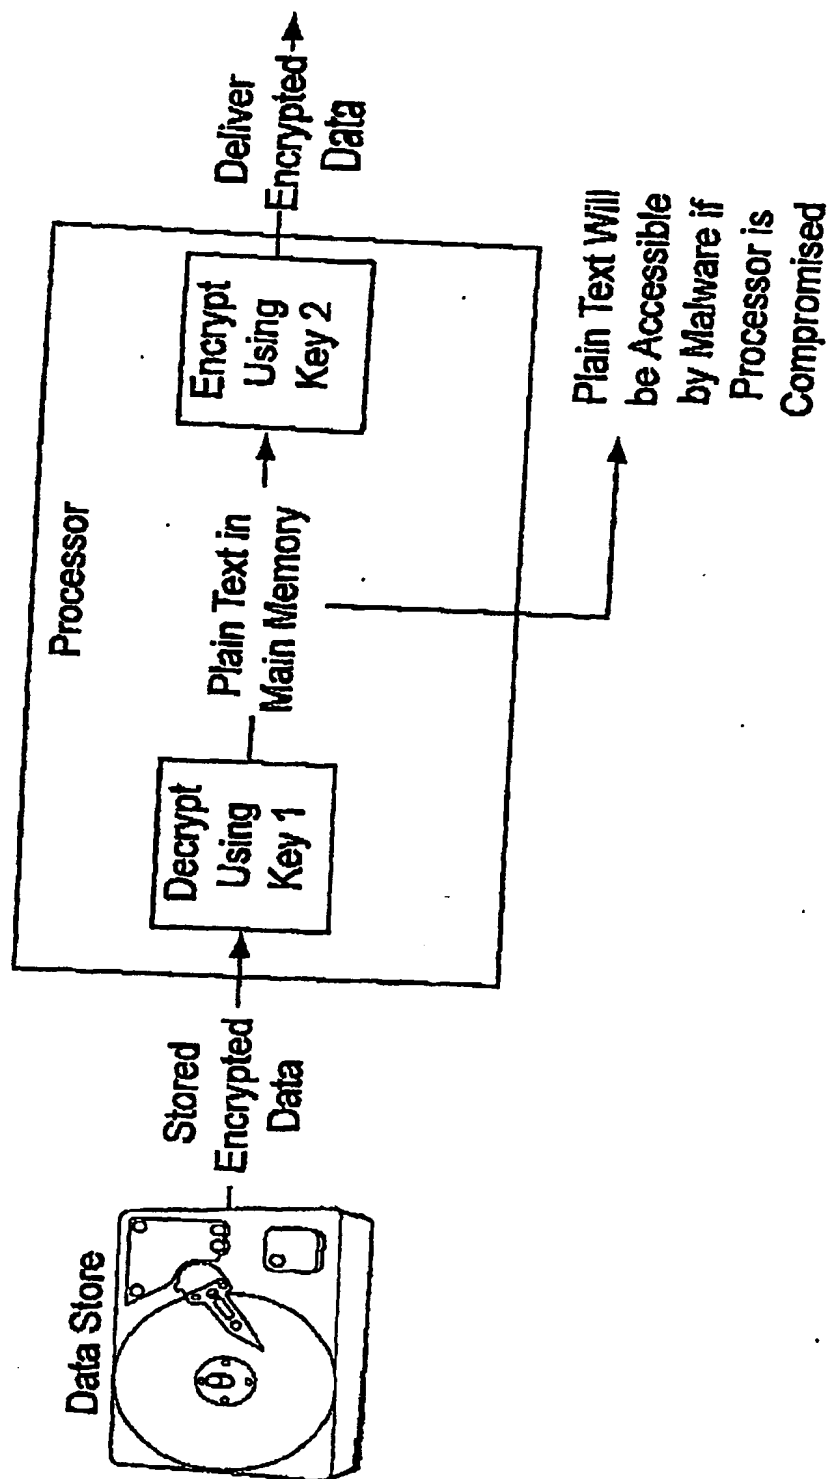 Data Store
Stored
Encrypted
Data
Processor
Decrypt
Using
Key 1
Plain Text in
Main Memory
Encrypt
Using
Key 2
Deliver
Encrypted
Data
Plain Text Will
be Accessible
by Malware if
Processor is
Compromised